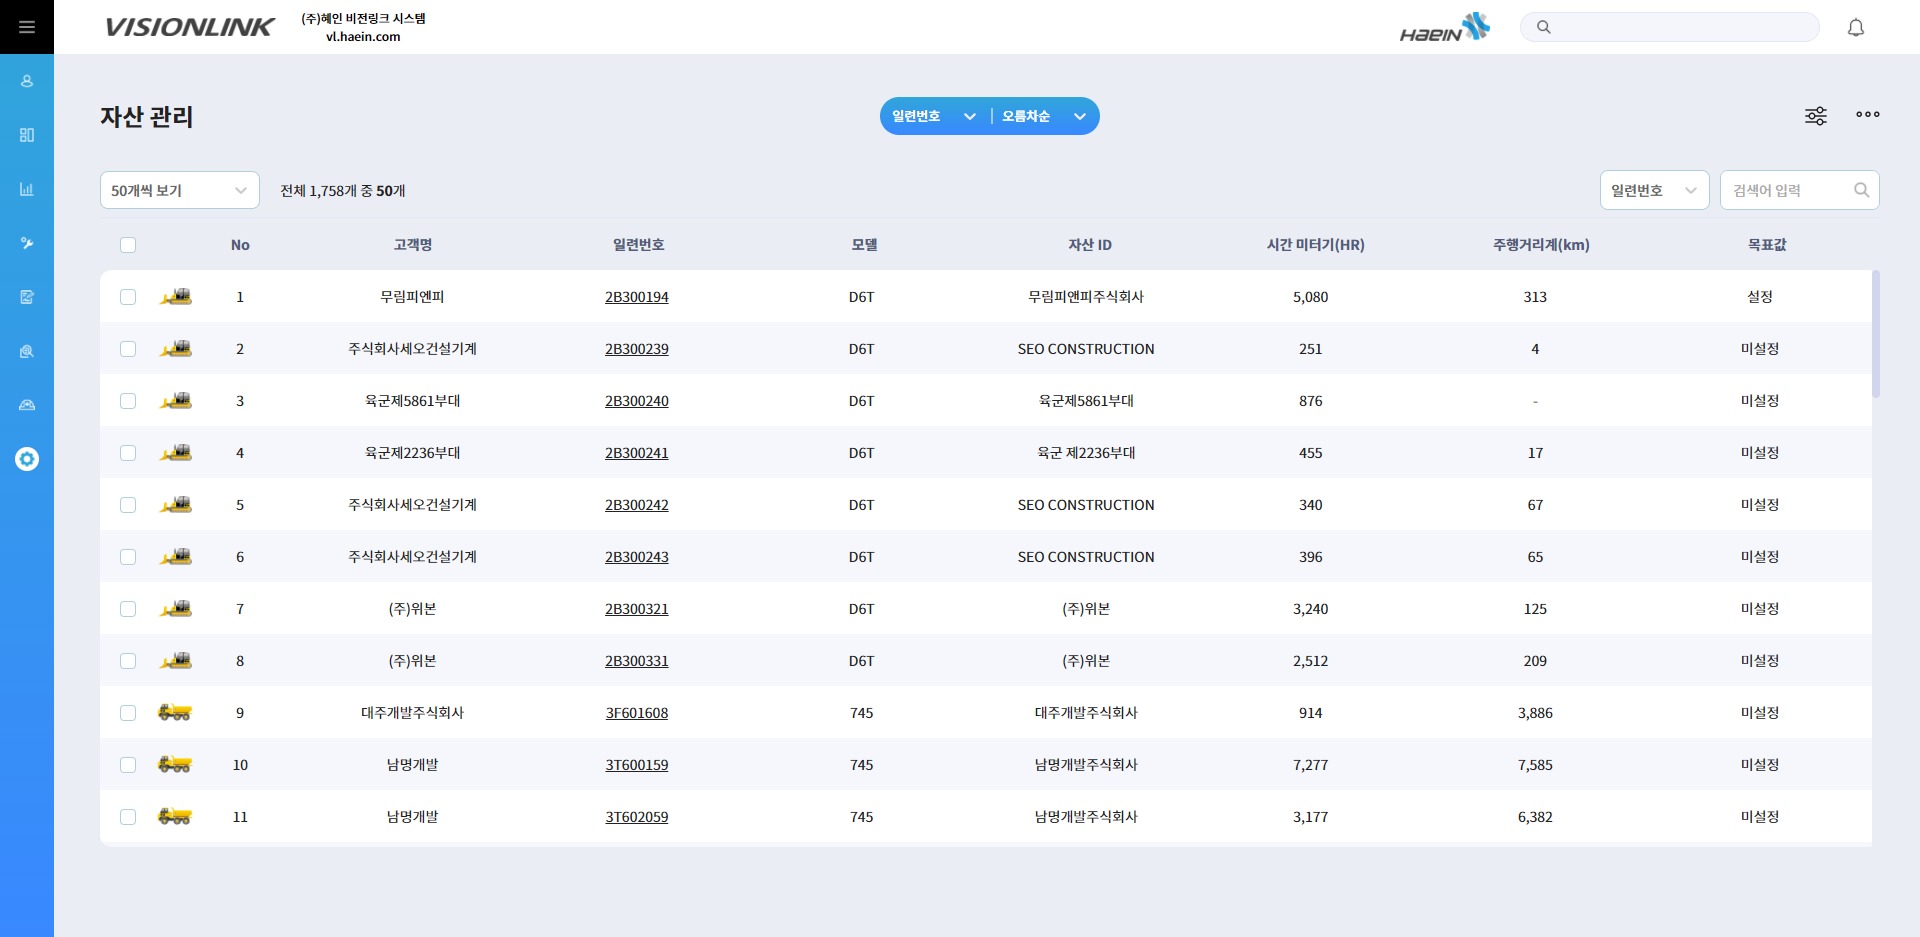 VISIONLINK
(주)혜인 비전링크 시스템
vl.haein.com
HAEIN
자산 관리
일련번호 | 오름차순
50개씩 보기 전체 1,758개 중 50개 일련번호 검색어 입력
No 고객명 일련번호 모델 자산 ID 시간 미터기(HR) 주행거리계(km) 목표값
1 무림피엔피 2B300194 D6T 무림피앤피주식회사 5,080 313 설정
2 주식회사세오건설기계 2B300239 D6T SEO CONSTRUCTION 251 4 미설정
3 육군제5861부대 2B300240 D6T 육군제5861부대 876 - 미설정
4 육군제2236부대 2B300241 D6T 육군 제2236부대 455 17 미설정
5 주식회사세오건설기계 2B300242 D6T SEO CONSTRUCTION 340 67 미설정
6 주식회사세오건설기계 2B300243 D6T SEO CONSTRUCTION 396 65 미설정
7 (주)위본 2B300321 D6T (주)위본 3,240 125 미설정
8 (주)위본 2B300331 D6T (주)위본 2,512 209 미설정
9 대주개발주식회사 3F601608 745 대주개발주식회사 914 3,886 미설정
10 남명개발 3T600159 745 남명개발주식회사 7,277 7,585 미설정
11 남명개발 3T602059 745 남명개발주식회사 3,177 6,382 미설정